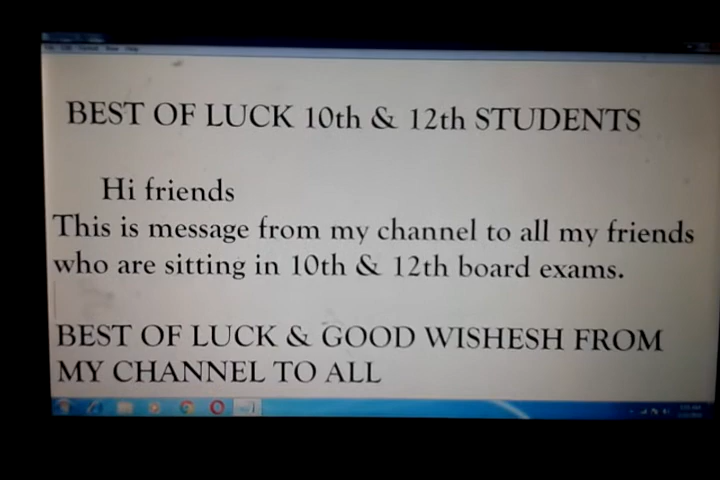 BEST OF LUCK 10th & 12th STUDENTS
Hi friends
This is message from my channel to all my friends
who are sitting in 10th & 12th board exams.
BEST OF LUCK & GOOD WISHESH FROM
MY CHANNEL TO ALL